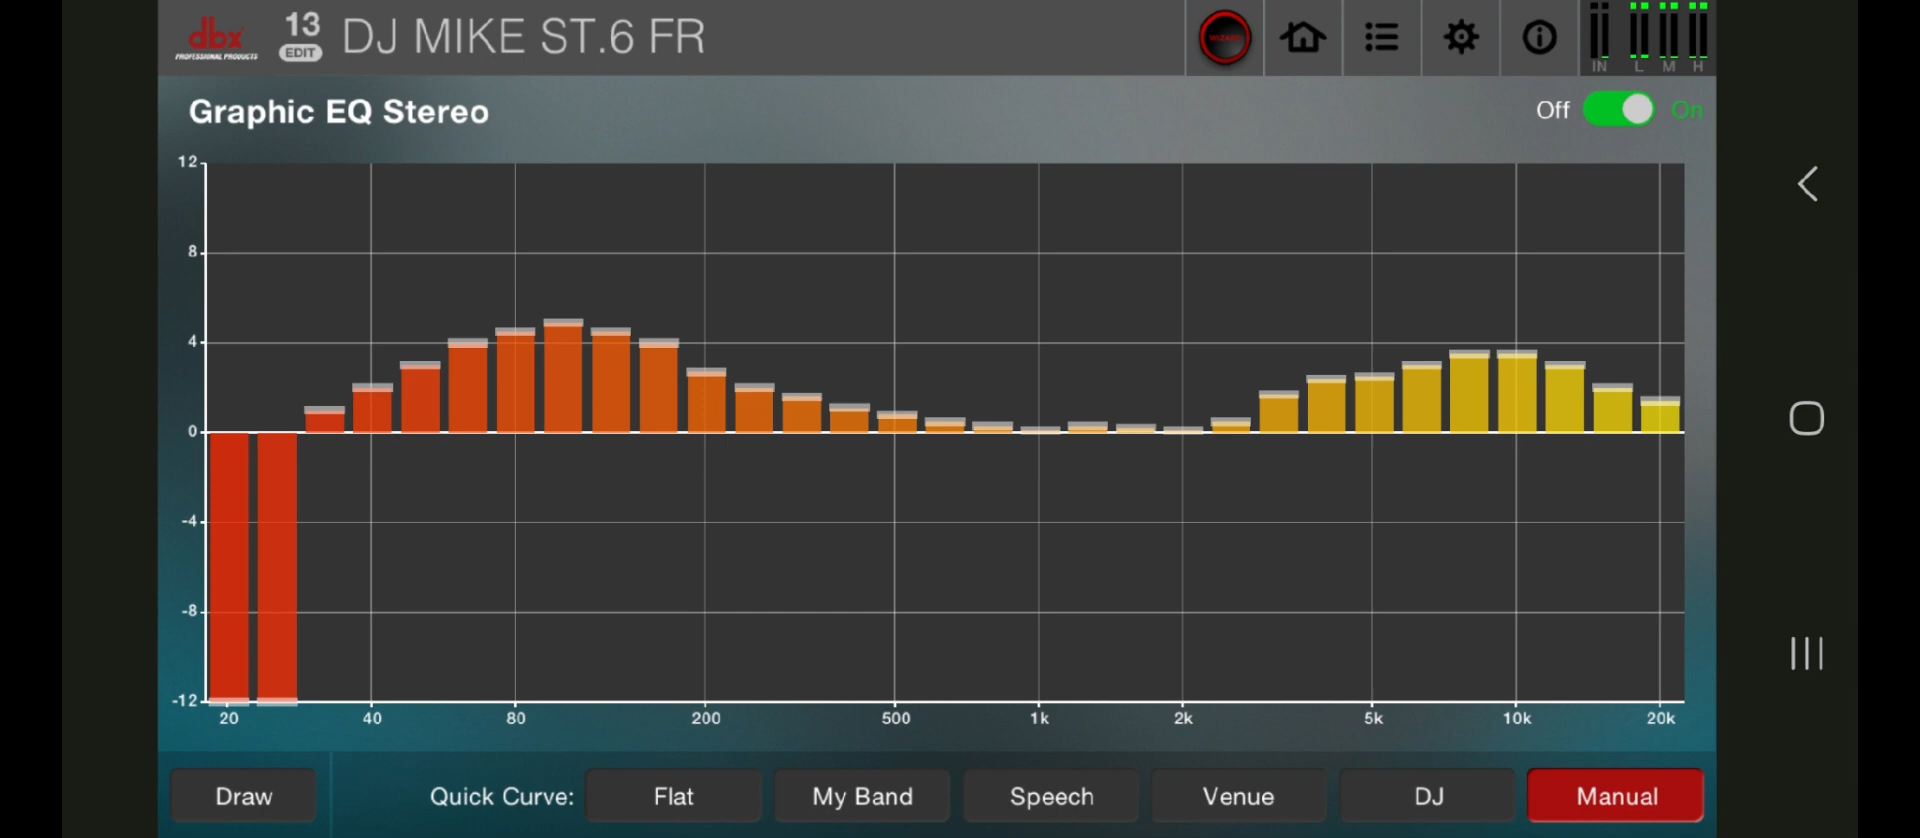 dbx
PROFESSIONAL PRODUCTS
13
EDIT
DJ MIKE ST.6 FR
WIZARD
IN L M H
Graphic EQ Stereo
Off On
12
8
4
0
-4
-8
-12
20 40 80 200 500 1k 2k 5k 10k 20k
Draw
Quick Curve: Flat My Band Speech Venue DJ Manual